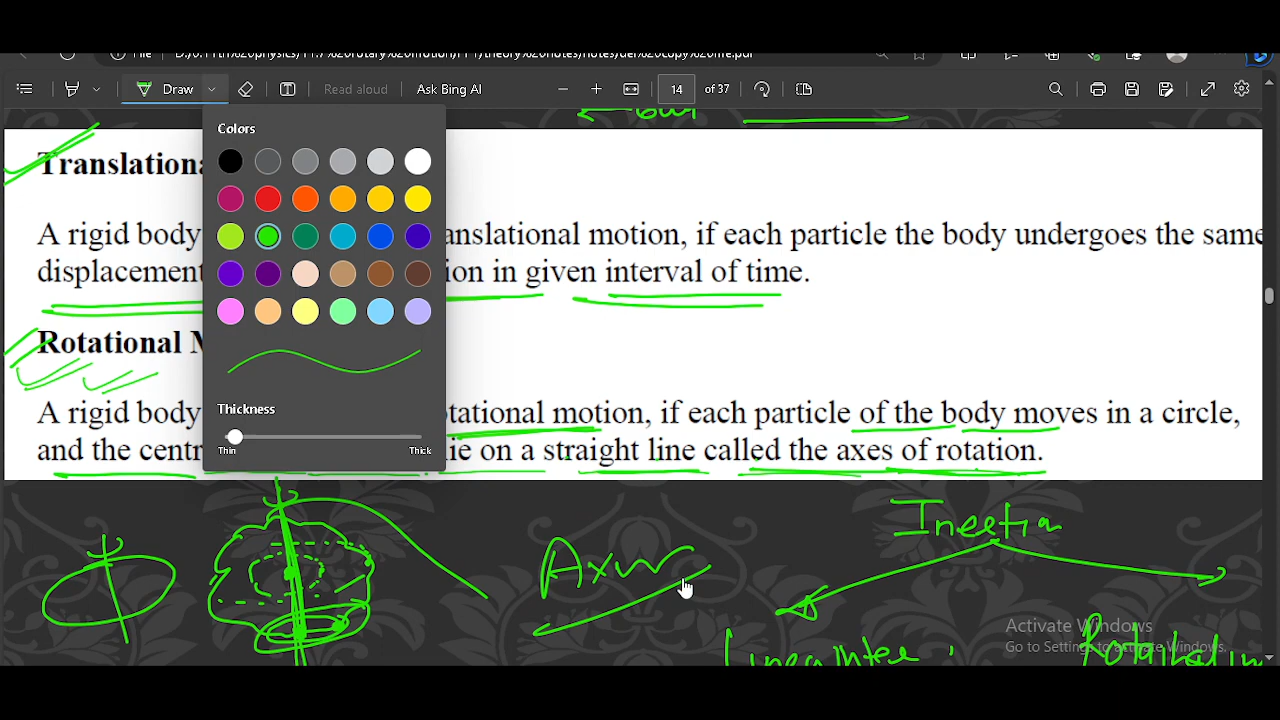 Draw
Read aloud
Ask Bing AI
14
of 37
Colors
Translationa
A rigid body
anslational motion, if each particle the body undergoes the same
displacement
ion in given interval of time.
Rotational M
A rigid body
tational motion, if each particle of the body moves in a circle,
and the centr
lie on a straight line called the axes of rotation.
Thickness
Thin
Thick
Inertia
Activate Windows
Go to Settings to activate Windows.